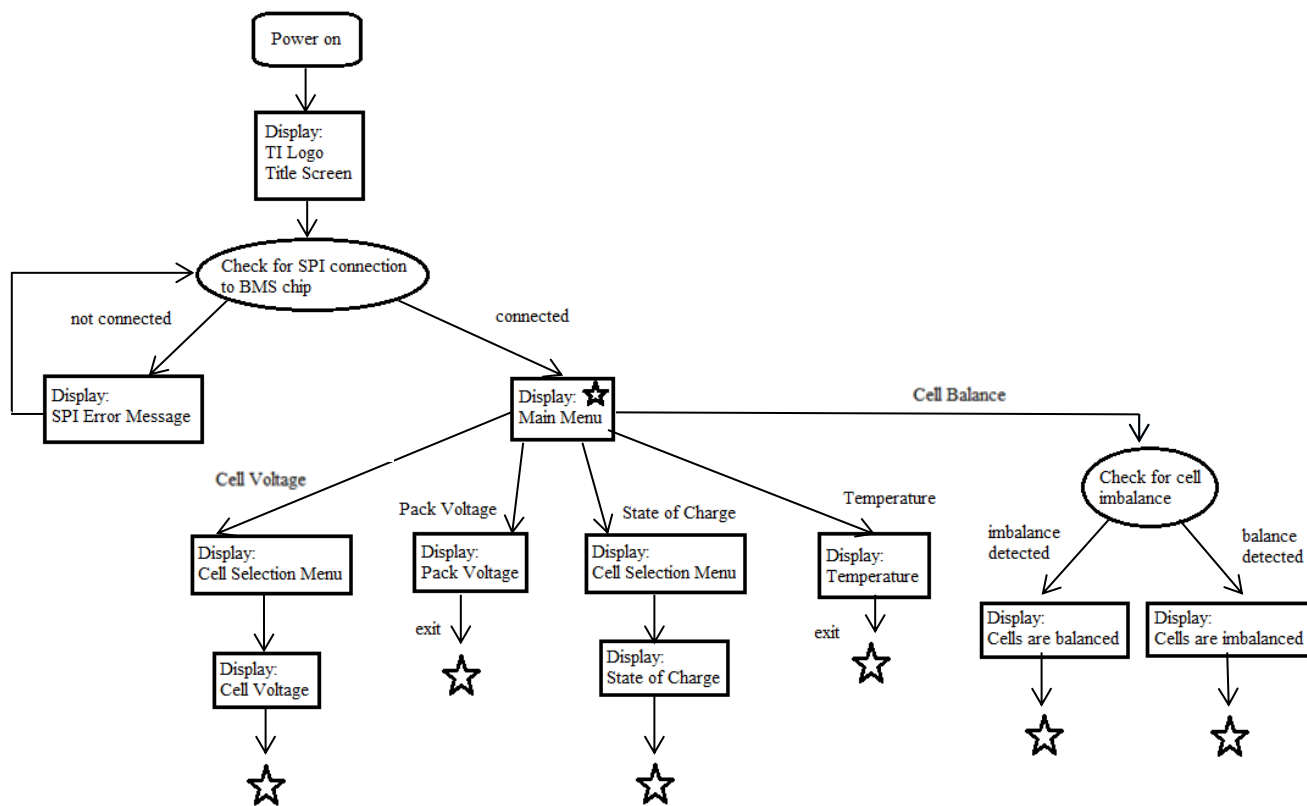 Power on
Display:
TI Logo
Title Screen
Check for SPI connection
to BMS chip
not connected
connected
Display:
SPI Error Message
Display:
Main Menu
Cell Balance
Cell Voltage
Pack Voltage
State of Charge
Temperature
Check for cell
imbalance
imbalance
detected
balance
detected
Display:
Cell Selection Menu
Display:
Pack Voltage
Display:
Cell Selection Menu
Display:
Temperature
Display:
Cells are balanced
Display:
Cells are imbalanced
exit
exit
Display:
Cell Voltage
Display:
State of Charge